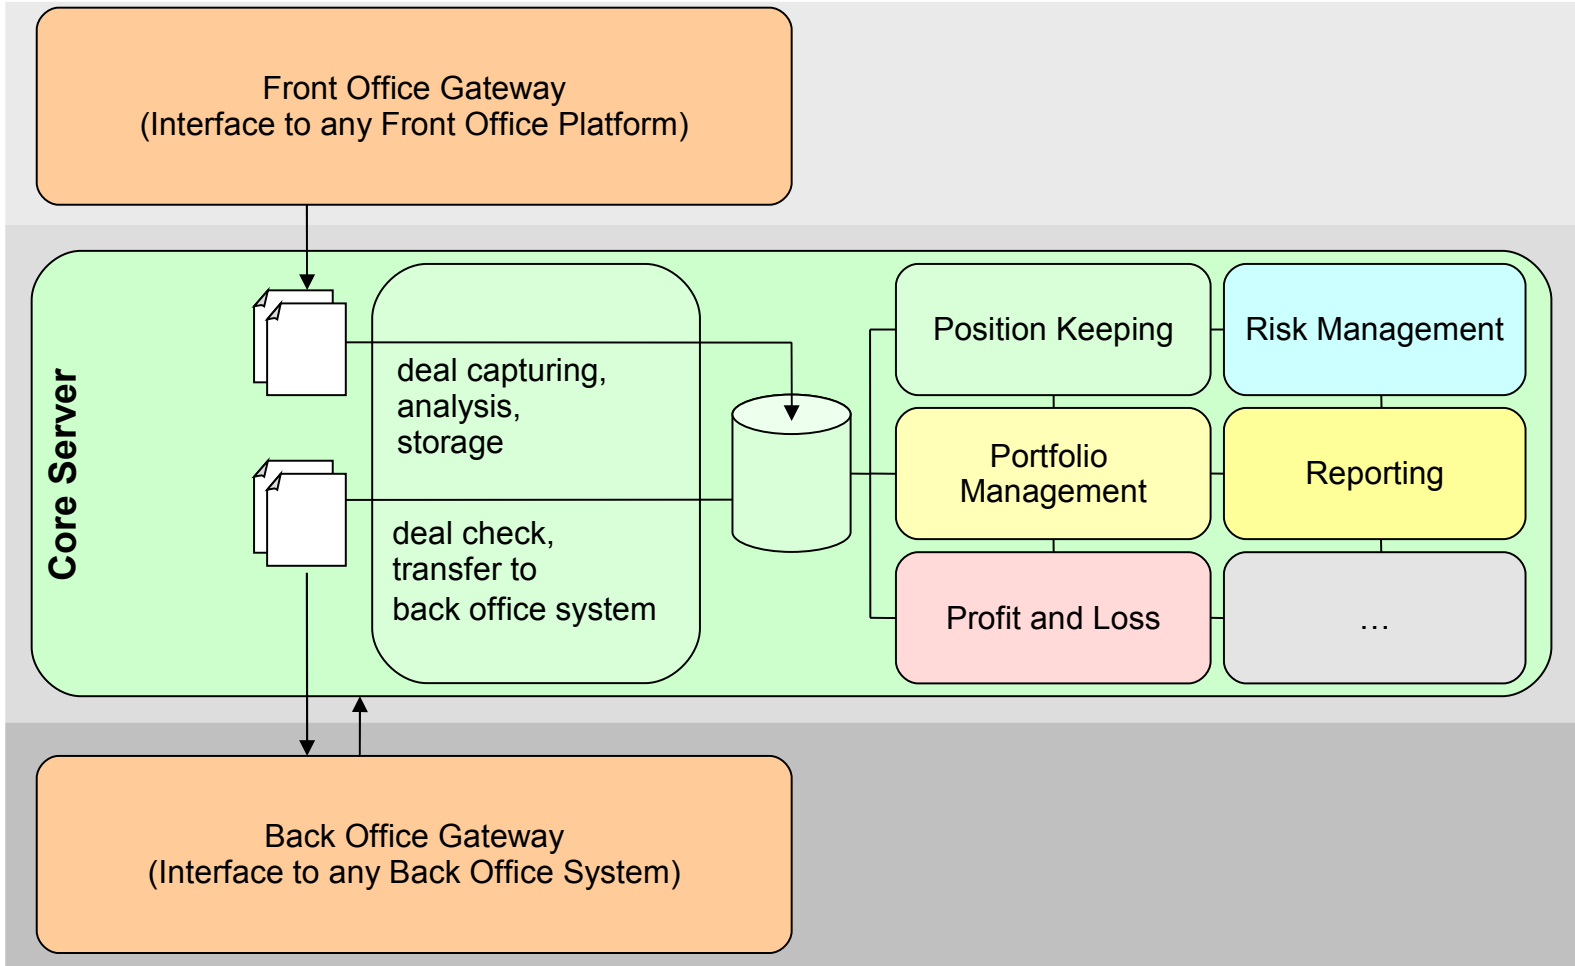 Front Office Gateway
(Interface to any Front Office Platform)
Core Server
deal capturing,
analysis,
storage
deal check,
transfer to
back office system
Position Keeping
Risk Management
Portfolio
Management
Reporting
Profit and Loss
…
Back Office Gateway
(Interface to any Back Office System)